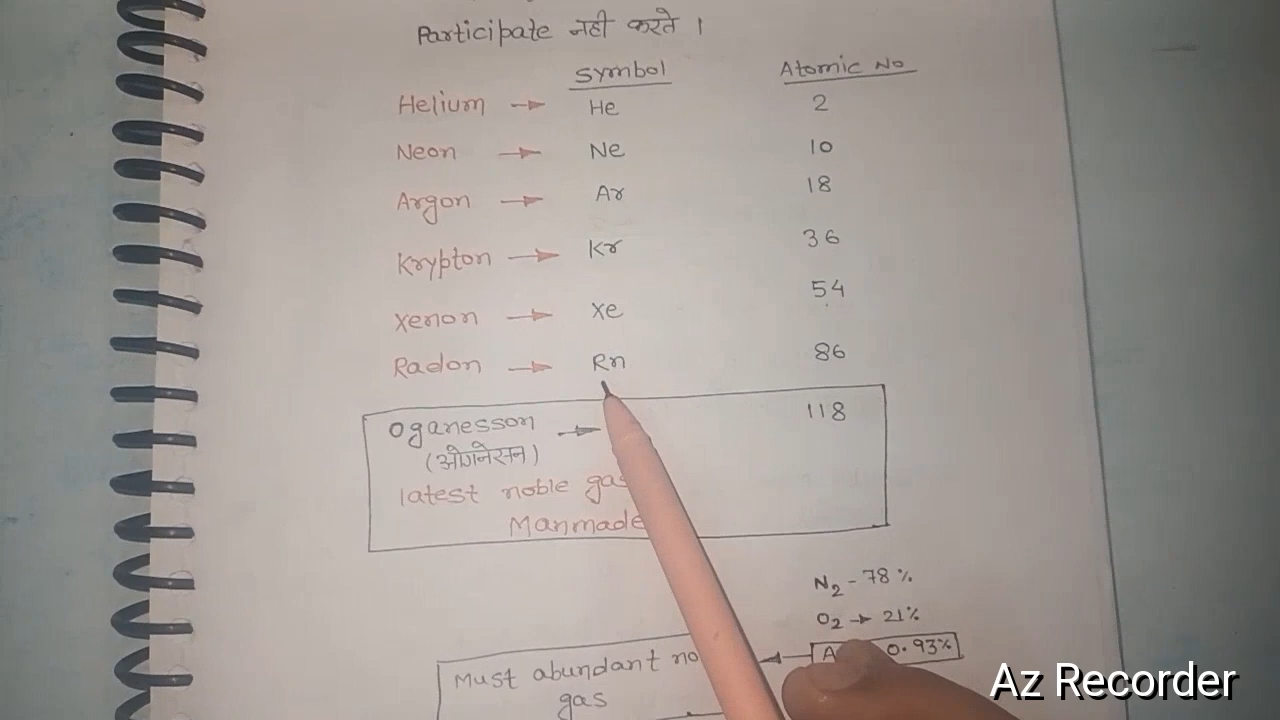 Participate नही करते ।
Symbol Atomic No
Helium → He 2
Neon → Ne 10
Argon → Ar 18
Krypton → Kr 36
Xenon → Xe 54
Radon → Rn 86
Oganesson → 118
(ओगनेसन)
latest noble gas
Manmade
N2 - 78%
O2 → 21%
0.93%
Must abundant
gas
Az Recorder